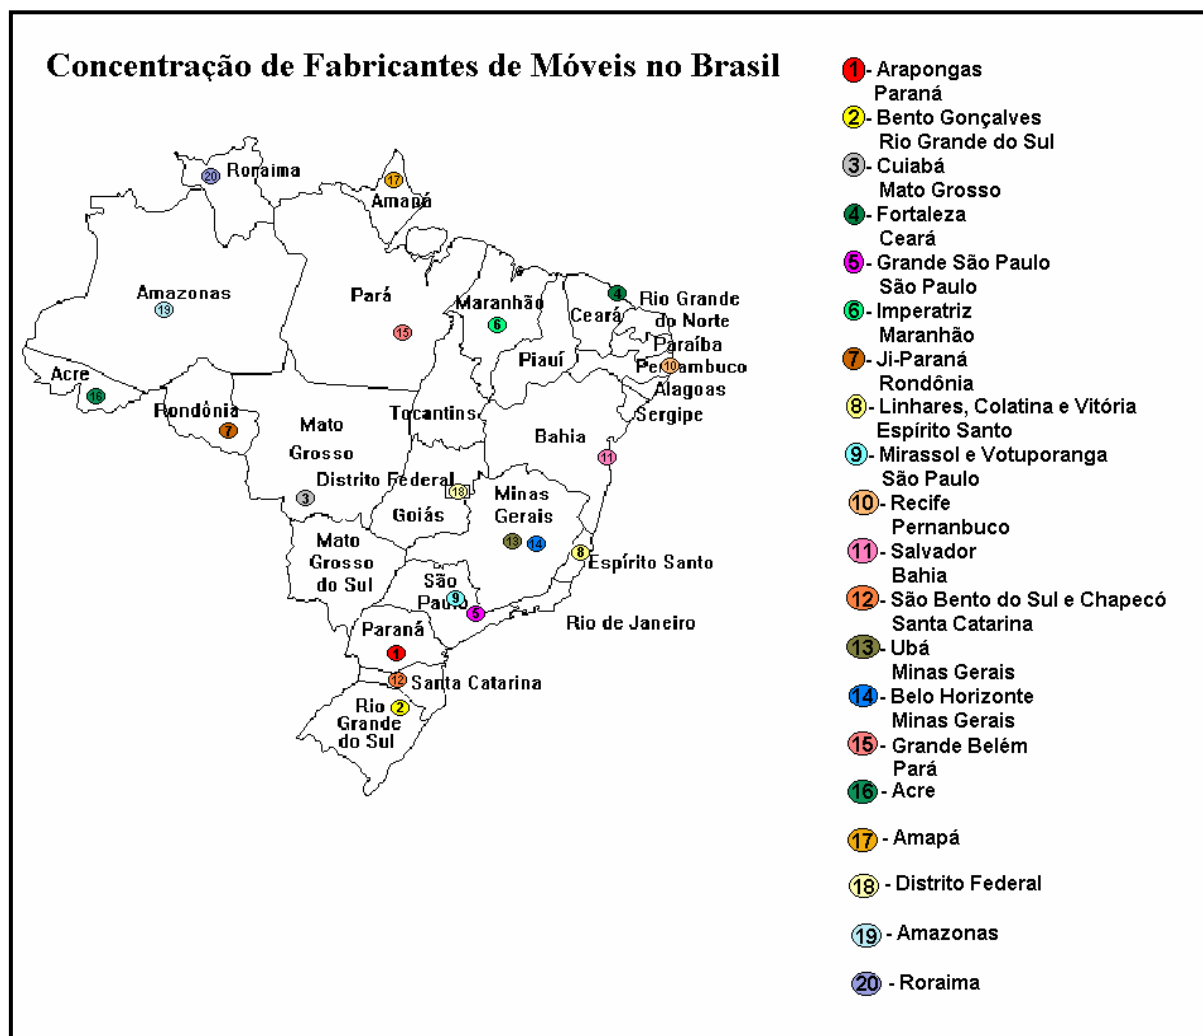 Concentração de Fabricantes de Móveis no Brasil
20 Roraima
17
Amapá
Amazonas
19
Pará
15
Maranhão
6
4
Ceará
Rio Grande
do Norte
Paraíba
Piauí
Pernambuco
10
Alagoas
Sergipe
Acre
16
Rondônia
7
Tocantins
Mato
Grosso
Bahia
11
Distrito Federal
3
18
Minas
Gerais
Goiás
13
14
8
Espírito Santo
Mato
Grosso
do Sul
São
Paulo
9
5
Rio de Janeiro
Paraná
1
12 Santa Catarina
Rio
Grande
do Sul
2
1 - Arapongas
Paraná
2 - Bento Gonçalves
Rio Grande do Sul
3 - Cuiabá
Mato Grosso
4 - Fortaleza
Ceará
5 - Grande São Paulo
São Paulo
6 - Imperatriz
Maranhão
7 - Ji-Paraná
Rondônia
8 - Linhares, Colatina e Vitória
Espírito Santo
9 - Mirassol e Votuporanga
São Paulo
10 - Recife
Pernanbuco
11 - Salvador
Bahia
12 - São Bento do Sul e Chapecó
Santa Catarina
13 - Ubá
Minas Gerais
14 - Belo Horizonte
Minas Gerais
15 - Grande Belém
Pará
16 - Acre
17 - Amapá
18 - Distrito Federal
19 - Amazonas
20 - Roraima